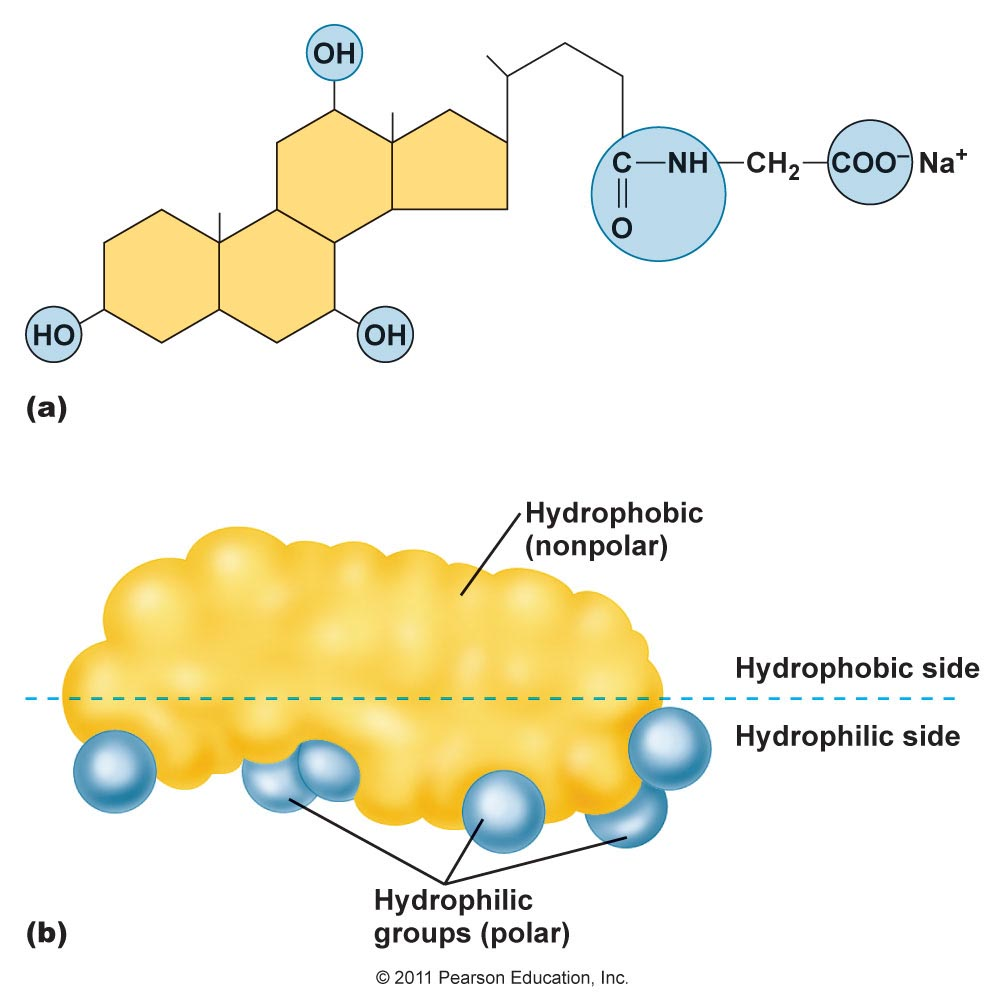 OH
C—NH—CH₂—COO⁻ Na⁺
O
HO
OH
(a)
Hydrophobic
(nonpolar)
Hydrophobic side
Hydrophilic side
Hydrophilic
groups (polar)
(b)
© 2011 Pearson Education, Inc.